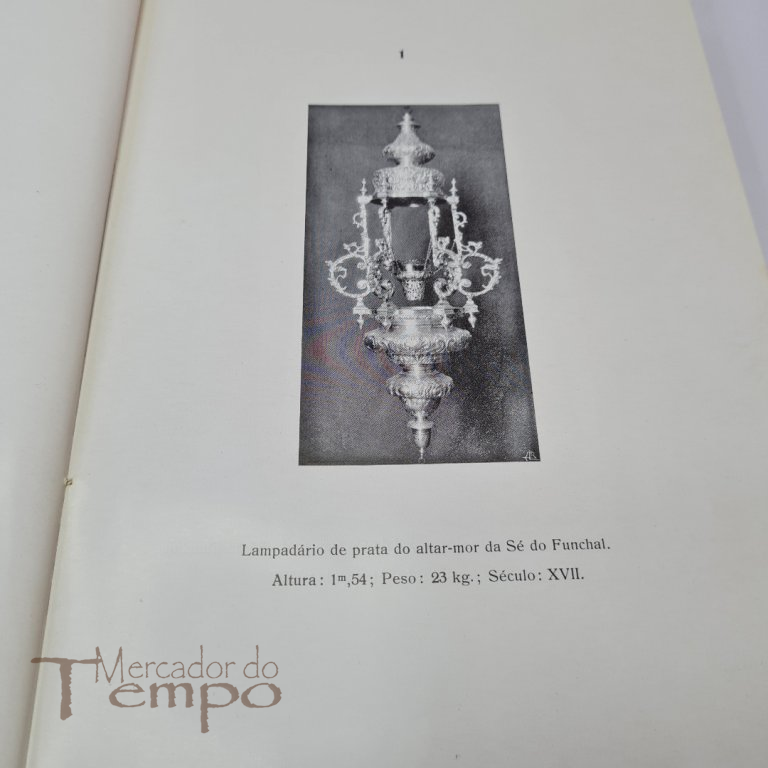 1
Lampadário de prata do altar-mor da Sé do Funchal.
Altura: 1ᵐ,54; Peso: 23 kg.; Século: XVII.
Mercador do
Tempo